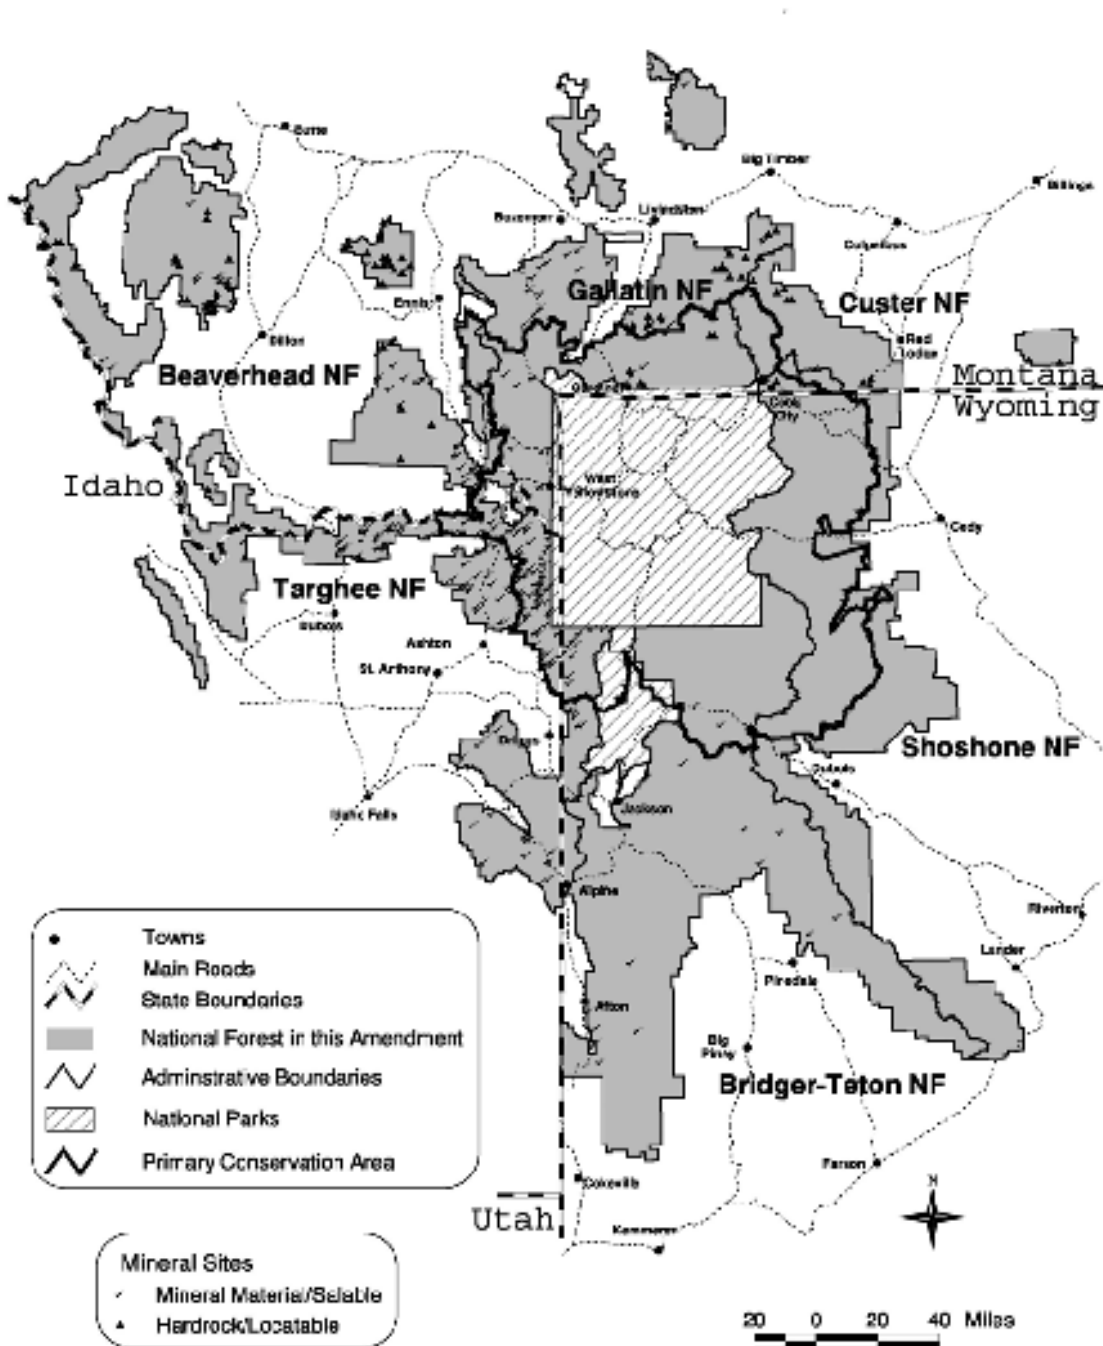 Butte
Big Timber
Billings
Bozeman
Livingston
Columbus
Gallatin NF
Custer NF
Ennis
Dillon
Red
Lodge
Beaverhead NF
Montana
Wyoming
Cooke
City
Idaho
West
Yellowstone
Cody
Targhee NF
Dubois
Ashton
St. Anthony
Driggs
Shoshone NF
Dubois
Idaho Falls
Jackson
Alpine
Riverton
Lander
Pinedale
Afton
Big
Piney
Bridger-Teton NF
Farson
Cokeville
Utah
Kemmerer
N
Towns
Main Roads
State Boundaries
National Forest in this Amendment
Adminstrative Boundaries
National Parks
Primary Conservation Area
Mineral Sites
Mineral Material/Salable
Hardrock/Locatable
20 0 20 40 Miles